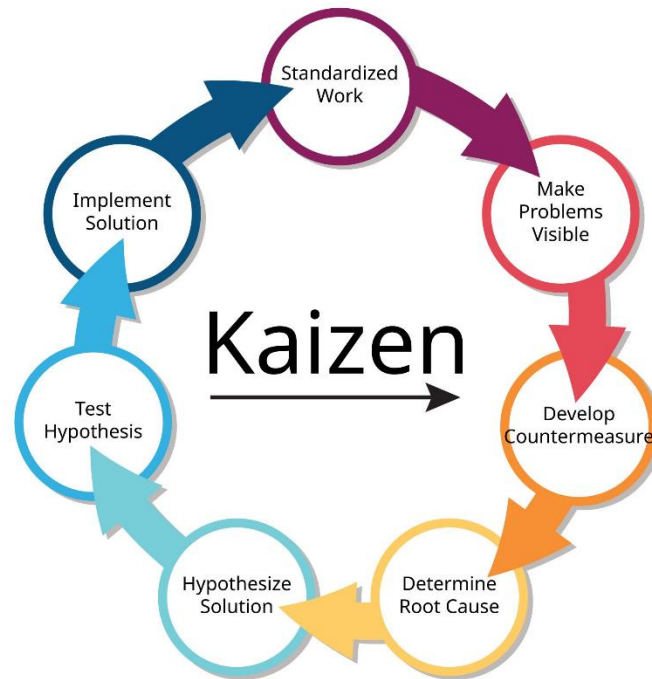 Standardized
Work
Make
Problems
Visible
Develop
Countermeasure
Determine
Root Cause
Hypothesize
Solution
Test
Hypothesis
Implement
Solution
Kaizen